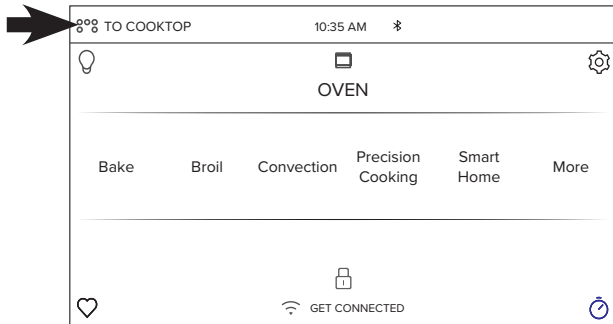 TO COOKTOP 10:35 AM
OVEN
Bake Broil Convection Precision Cooking Smart Home More
GET CONNECTED